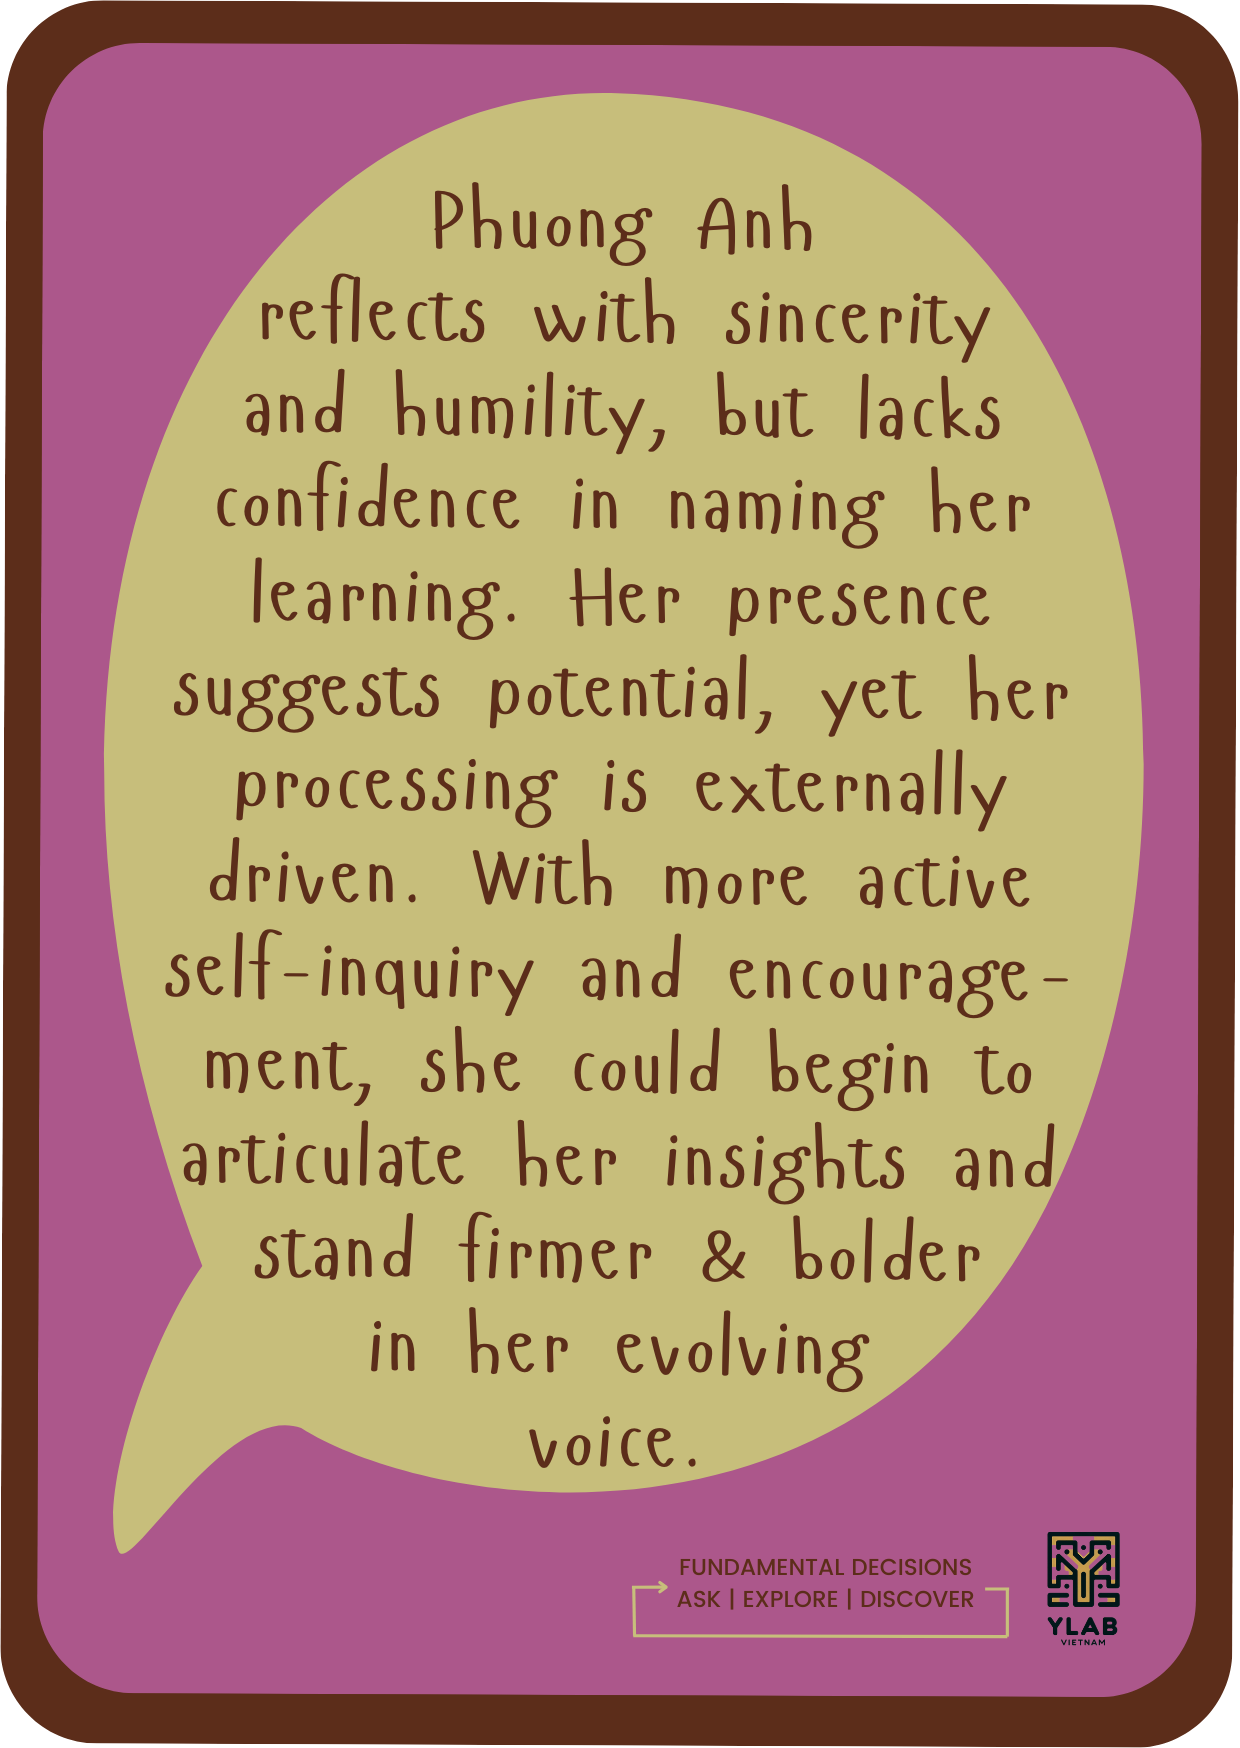 Phuong Anh
reflects with sincerity
and humility, but lacks
confidence in naming her
learning. Her presence
suggests potential, yet her
processing is externally
driven. With more active
self-inquiry and encourage-
ment, she could begin to
articulate her insights and
stand firmer & bolder
in her evolving
voice.
FUNDAMENTAL DECISIONS
ASK | EXPLORE | DISCOVER
YLAB
VIETNAM